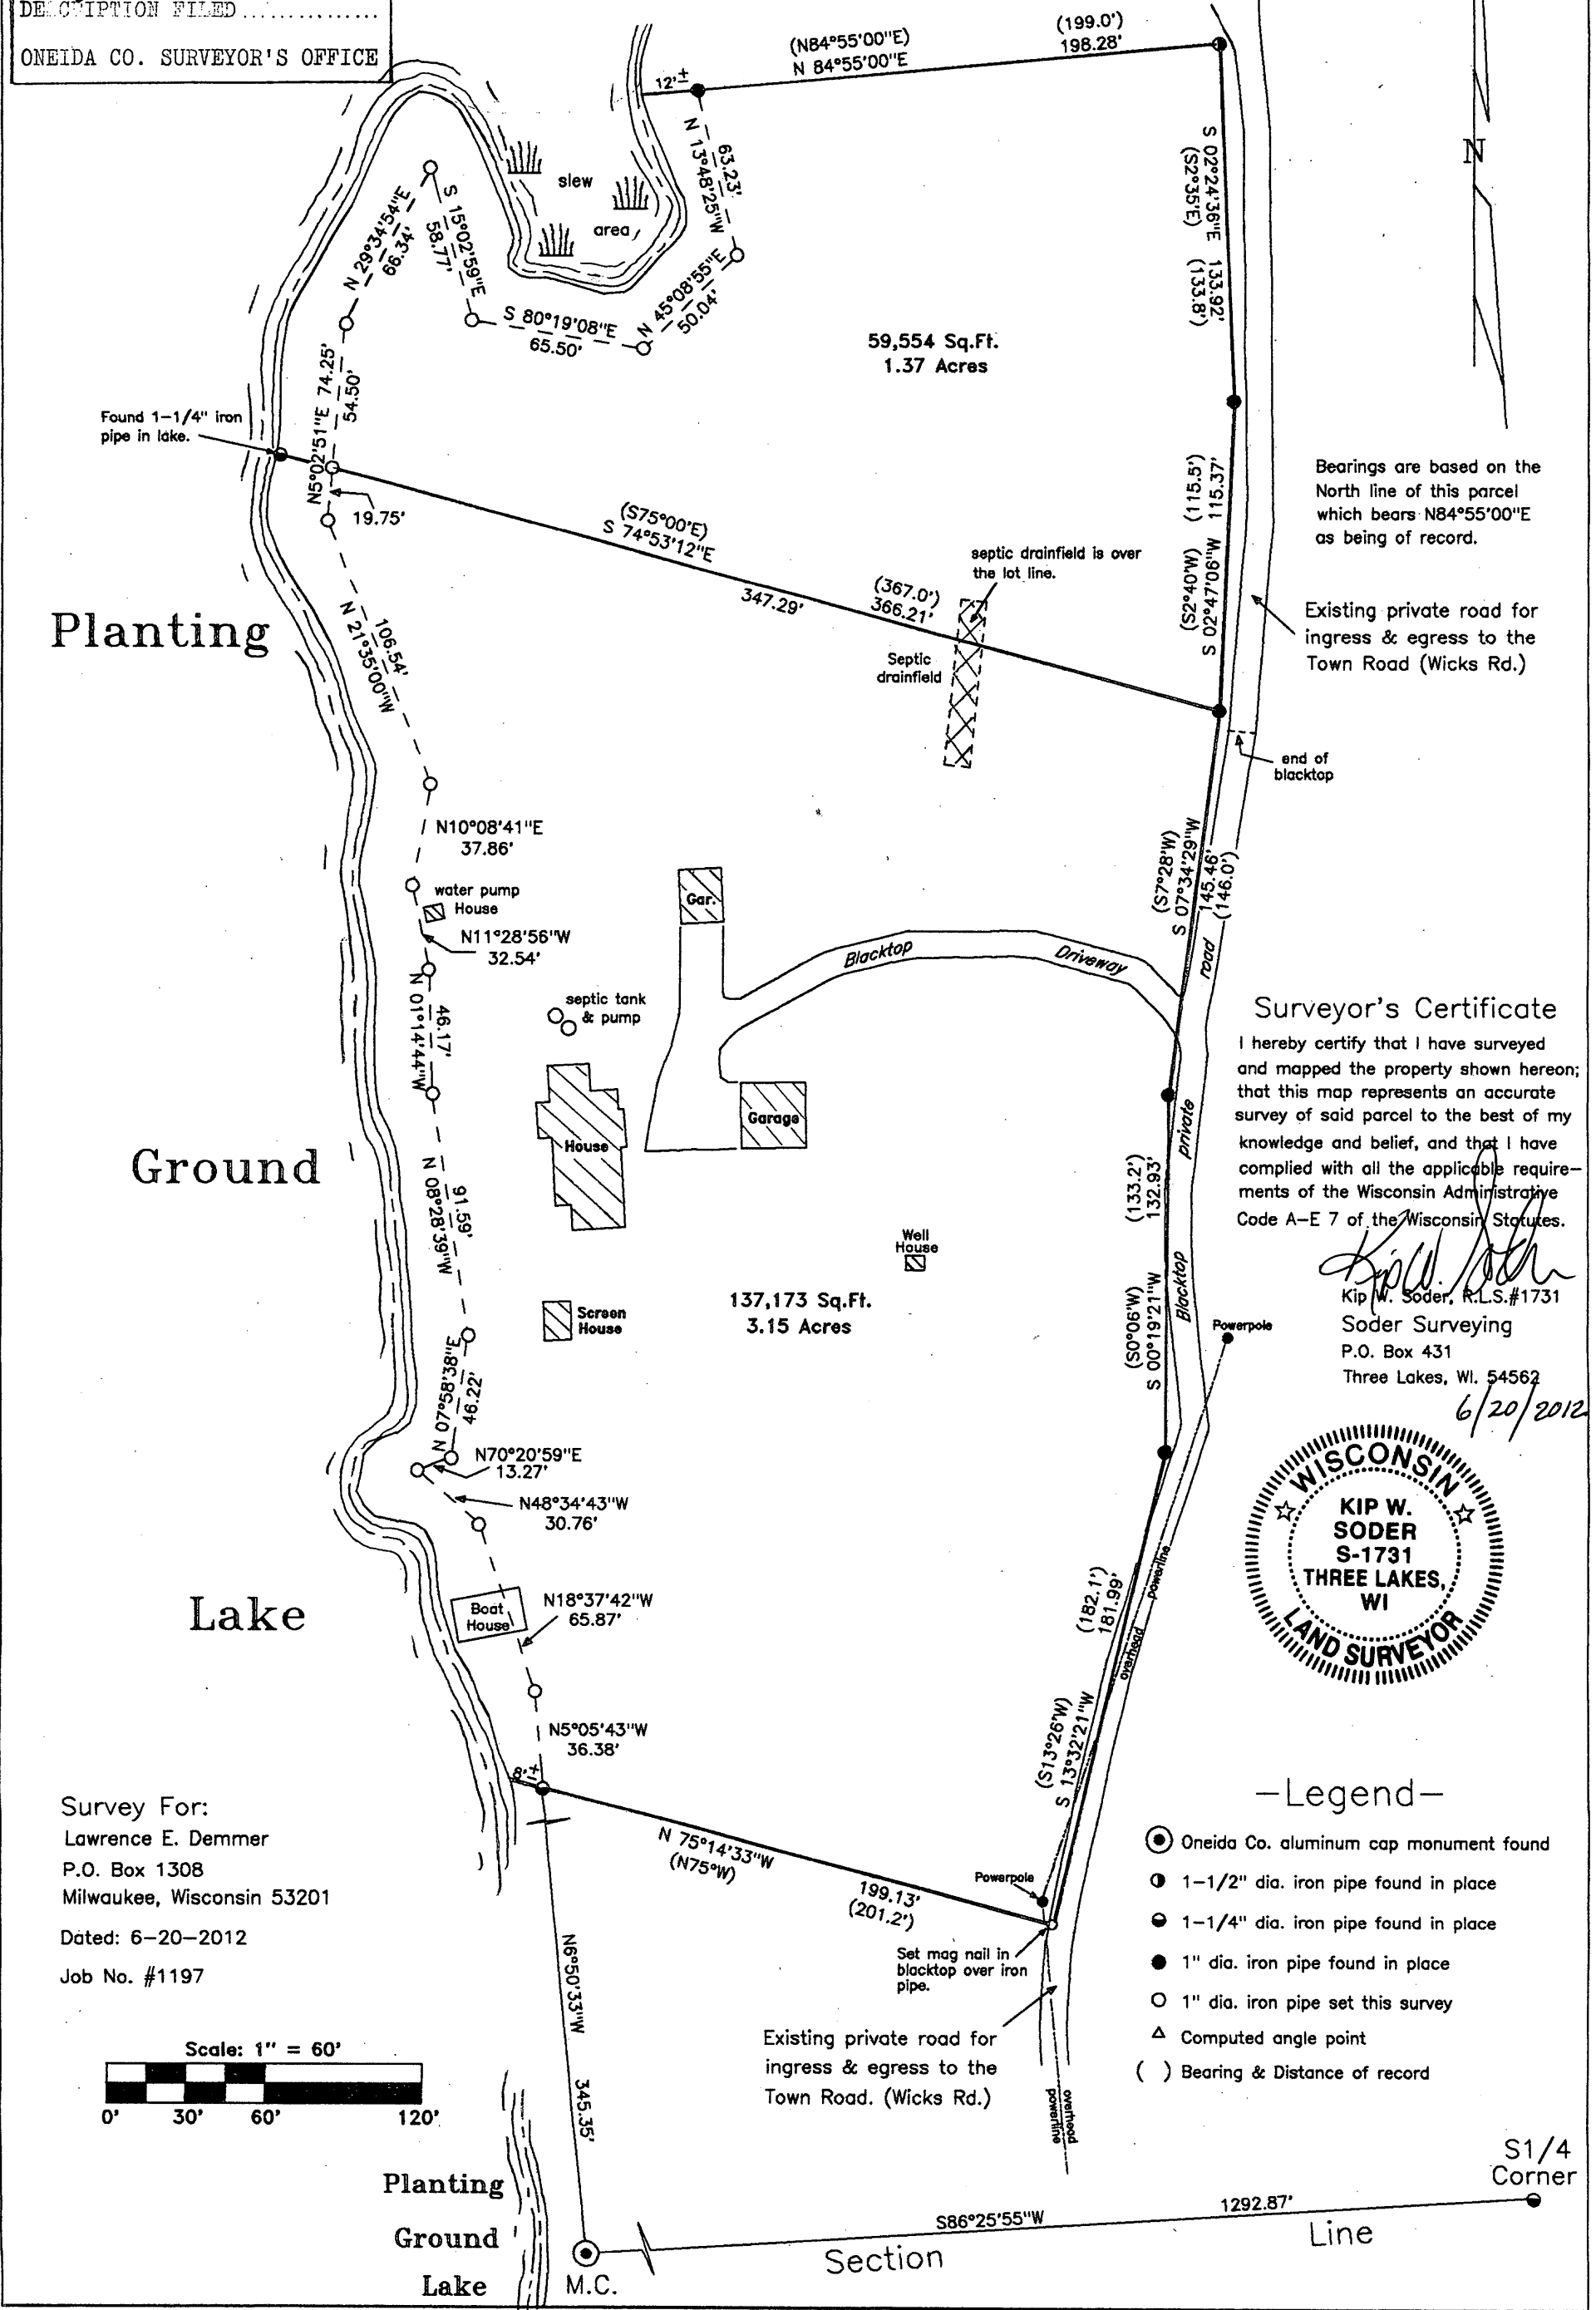 DESCRIPTION FILED...............
ONEIDA CO. SURVEYOR'S OFFICE
(N84°55'00"E)
N 84°55'00"E
(199.0')
198.28'
12'±
N 13°48'25"W
63.23'
S 02°24'36"E 133.92'
(S2°35'E) (133.8')
N
slew
area
N 29°34'54"E
66.34'
S 15°02'59"E
58.77'
S 80°19'08"E
65.50'
N 45°08'55"E
50.04'
59,554 Sq.Ft.
1.37 Acres
N5°02'51"E 74.25'
54.50'
Found 1-1/4" iron
pipe in lake.
19.75'
(S75°00'E)
S 74°53'12"E
347.29'
(367.0')
366.21'
septic drainfield is over
the lot line.
Septic
drainfield
(S2°40'W) (115.5')
S 02°47'06"W 115.37'
Bearings are based on the
North line of this parcel
which bears N84°55'00"E
as being of record.
Existing private road for
ingress & egress to the
Town Road (Wicks Rd.)
end of
blacktop
Planting
Ground
Lake
106.54'
N 21°35'00"W
N10°08'41"E
37.86'
water pump
House
N11°28'56"W
32.54'
46.17'
N 01°14'44"W
septic tank
& pump
Gar.
Blacktop Driveway
(S7°28'W)
S 07°34'29"W
145.46'
(146.0')
Blacktop private road
House
Garage
91.59'
N 08°28'39"W
Well
House
(133.2')
132.93'
(S0°06'W)
S 00°19'21"W
Screen
House
137,173 Sq.Ft.
3.15 Acres
Powerpole
N 07°58'38"E
46.22'
N70°20'59"E
13.27'
N48°34'43"W
30.76'
Boat
House
N18°37'42"W
65.87'
N5°05'43"W
36.38'
8'±
(182.1')
181.99'
(S13°26'W)
S 13°32'21"W
overhead powerline
N 75°14'33"W
(N75°W)
199.13'
(201.2')
Powerpole
Set mag nail in
blacktop over iron
pipe.
Existing private road for
ingress & egress to the
Town Road. (Wicks Rd.)
overhead
powerline
Surveyor's Certificate
I hereby certify that I have surveyed
and mapped the property shown hereon;
that this map represents an accurate
survey of said parcel to the best of my
knowledge and belief, and that I have
complied with all the applicable require-
ments of the Wisconsin Administrative
Code A-E 7 of the Wisconsin Statutes.
Kip W. Soder, R.L.S.#1731
Soder Surveying
P.O. Box 431
Three Lakes, WI. 54562
6/20/2012
WISCONSIN
KIP W.
SODER
S-1731
THREE LAKES,
WI
LAND SURVEYOR
Survey For:
Lawrence E. Demmer
P.O. Box 1308
Milwaukee, Wisconsin 53201
Dated: 6-20-2012
Job No. #1197
Scale: 1" = 60'
0' 30' 60' 120'
-Legend-
Oneida Co. aluminum cap monument found
1-1/2" dia. iron pipe found in place
1-1/4" dia. iron pipe found in place
1" dia. iron pipe found in place
1" dia. iron pipe set this survey
Computed angle point
( ) Bearing & Distance of record
N6°50'33"W
345.35'
Planting
Ground
Lake
M.C.
S86°25'55"W
1292.87'
Section Line
S1/4
Corner